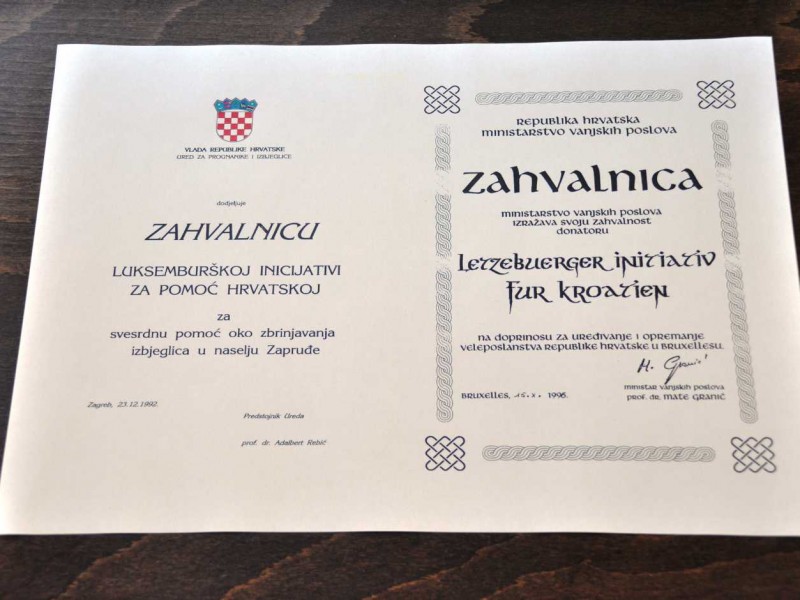 VLADA REPUBLIKE HRVATSKE
URED ZA PROGNANIKE I IZBJEGLICE
dodjeljuje
ZAHVALNICU
LUKSEMBURŠKOJ INICIJATIVI
ZA POMOĆ HRVATSKOJ
za
svesrdnu pomoć oko zbrinjavanja
izbjeglica u naselju Zapruđe
Zagreb, 23.12.1992.
Predstojnik Ureda
prof. dr. Adalbert Rebić
Republika Hrvatska
ministarstvo vanjskih poslova
Zahvalnica
ministarstvo vanjskih poslova
izražava svoju zahvalnost
donatoru
Letzebuerger initiativ
fur kroatien
na doprinosu za uređivanje i opremanje
veleposlanstva Republike Hrvatske u Bruxellesu.
M. Granić
Bruxelles, 15. X. 1996.
ministar vanjskih poslova
prof. dr. Mate Granić